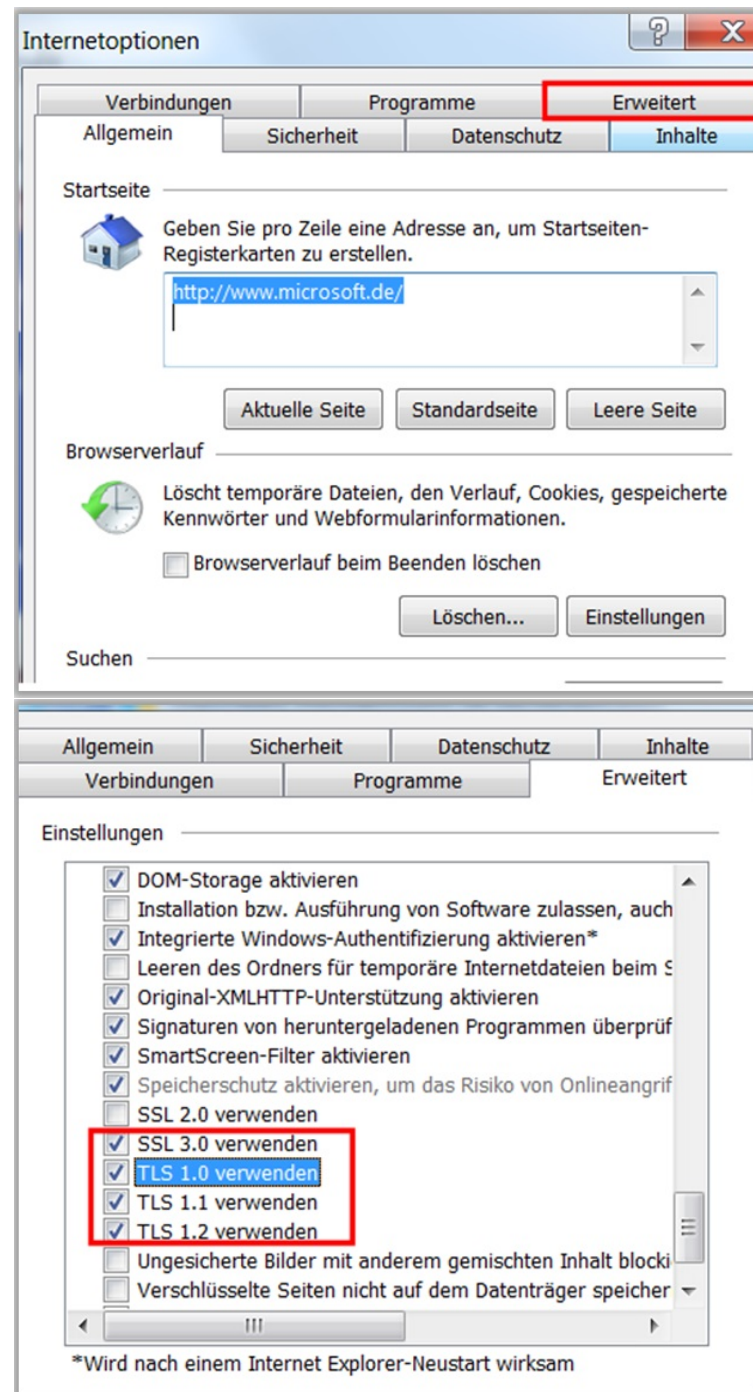 Internetoptionen
Verbindungen Programme Erweitert
Allgemein Sicherheit Datenschutz Inhalte
Startseite
Geben Sie pro Zeile eine Adresse an, um Startseiten-
Registerkarten zu erstellen.
http://www.microsoft.de/
Aktuelle Seite Standardseite Leere Seite
Browserverlauf
Löscht temporäre Dateien, den Verlauf, Cookies, gespeicherte
Kennwörter und Webformularinformationen.
Browserverlauf beim Beenden löschen
Löschen... Einstellungen
Suchen
Allgemein Sicherheit Datenschutz Inhalte
Verbindungen Programme Erweitert
Einstellungen
DOM-Storage aktivieren
Installation bzw. Ausführung von Software zulassen, auch
Integrierte Windows-Authentifizierung aktivieren*
Leeren des Ordners für temporäre Internetdateien beim S
Original-XMLHTTP-Unterstützung aktivieren
Signaturen von heruntergeladenen Programmen überprüf
SmartScreen-Filter aktivieren
Speicherschutz aktivieren, um das Risiko von Onlineangrif
SSL 2.0 verwenden
SSL 3.0 verwenden
TLS 1.0 verwenden
TLS 1.1 verwenden
TLS 1.2 verwenden
Ungesicherte Bilder mit anderem gemischten Inhalt blocki
Verschlüsselte Seiten nicht auf dem Datenträger speicher
*Wird nach einem Internet Explorer-Neustart wirksam